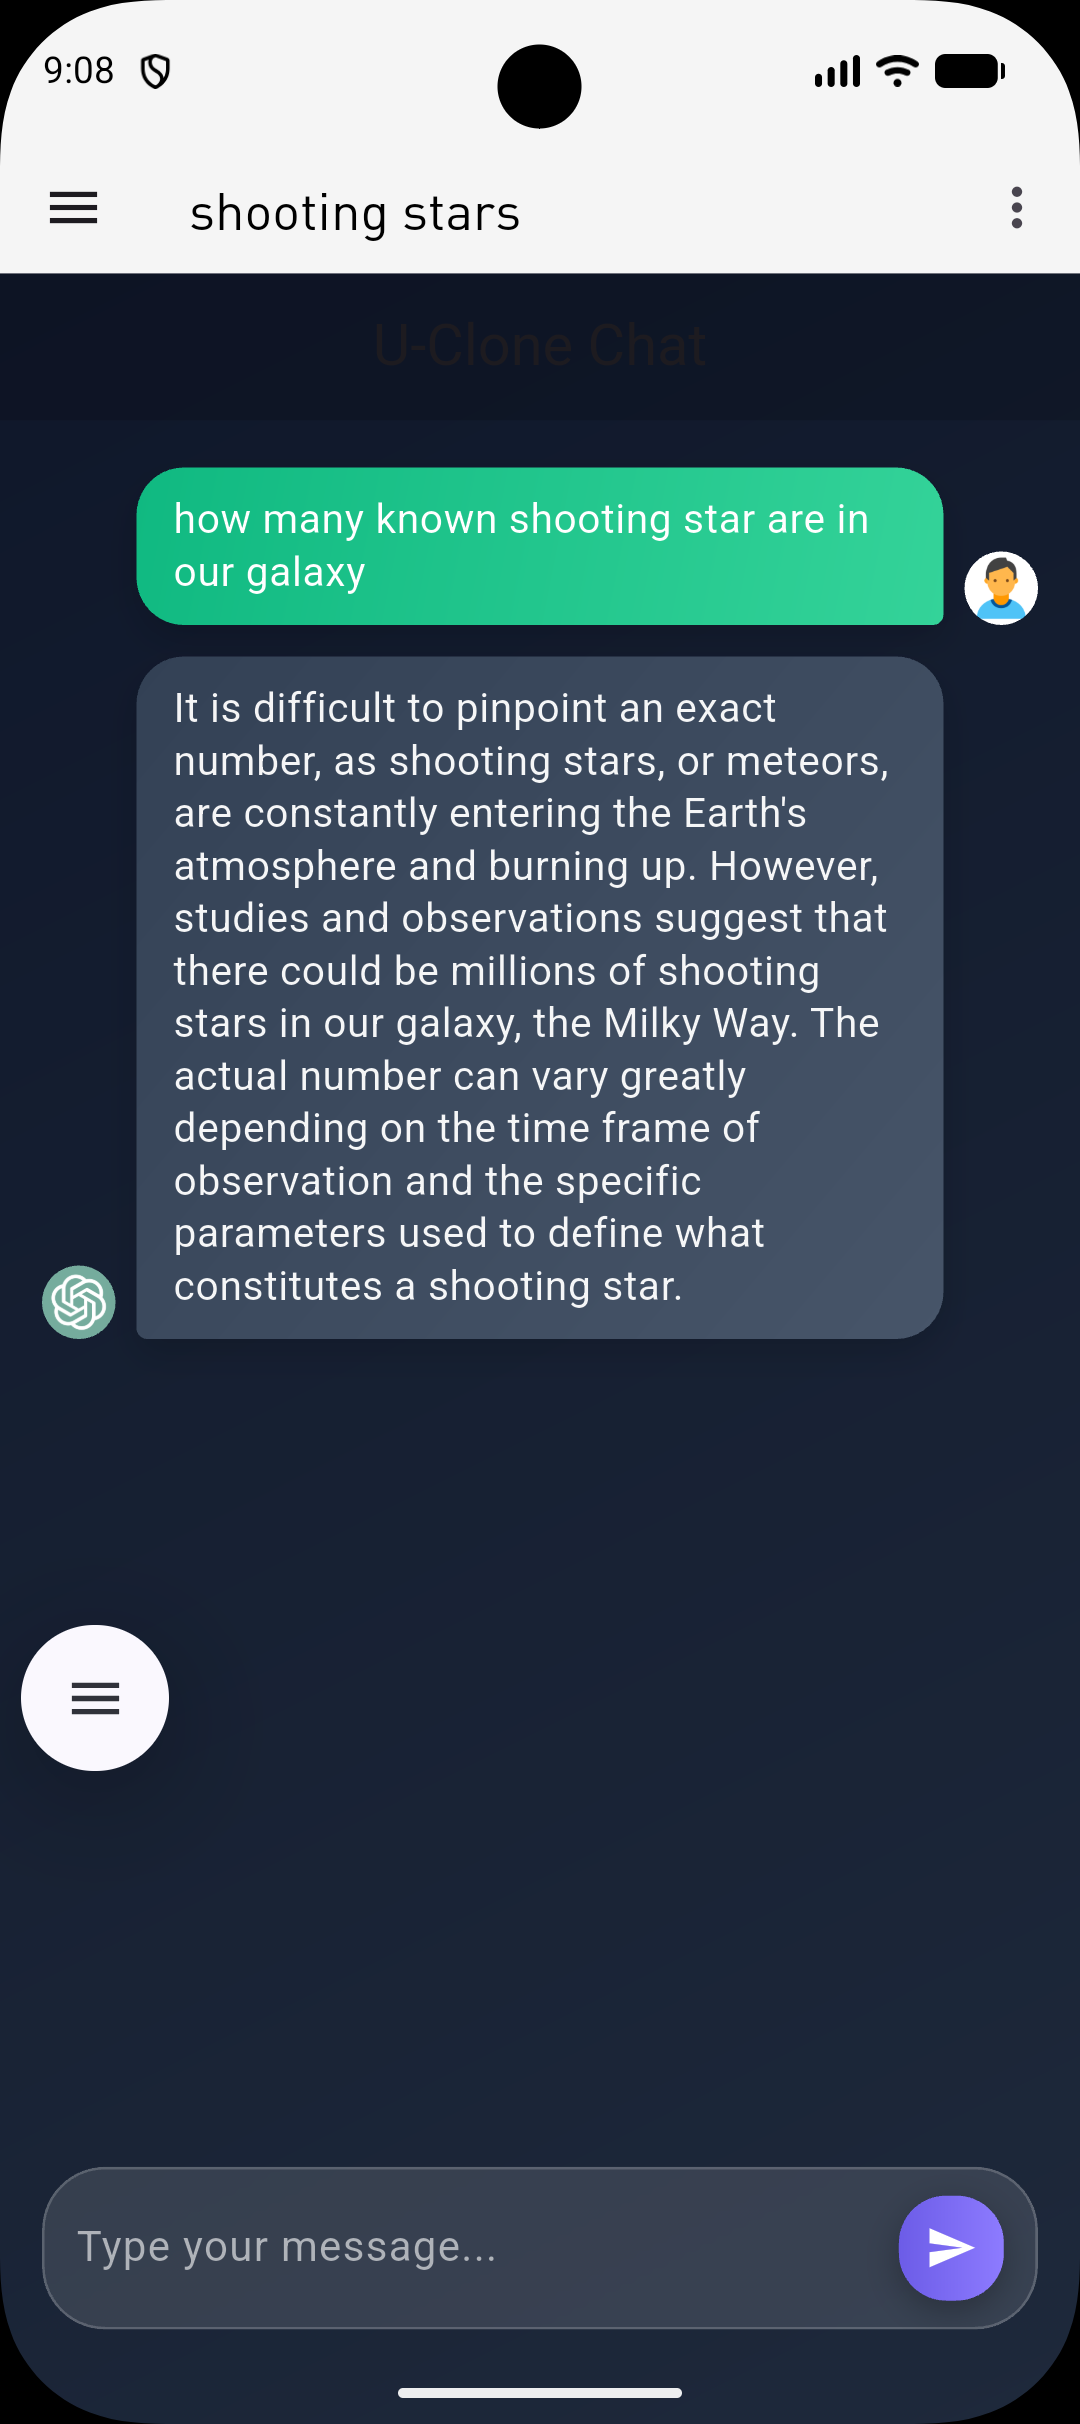 9:08
shooting stars
U-Clone Chat
how many known shooting star are in
our galaxy
It is difficult to pinpoint an exact
number, as shooting stars, or meteors,
are constantly entering the Earth's
atmosphere and burning up. However,
studies and observations suggest that
there could be millions of shooting
stars in our galaxy, the Milky Way. The
actual number can vary greatly
depending on the time frame of
observation and the specific
parameters used to define what
constitutes a shooting star.
Type your message...